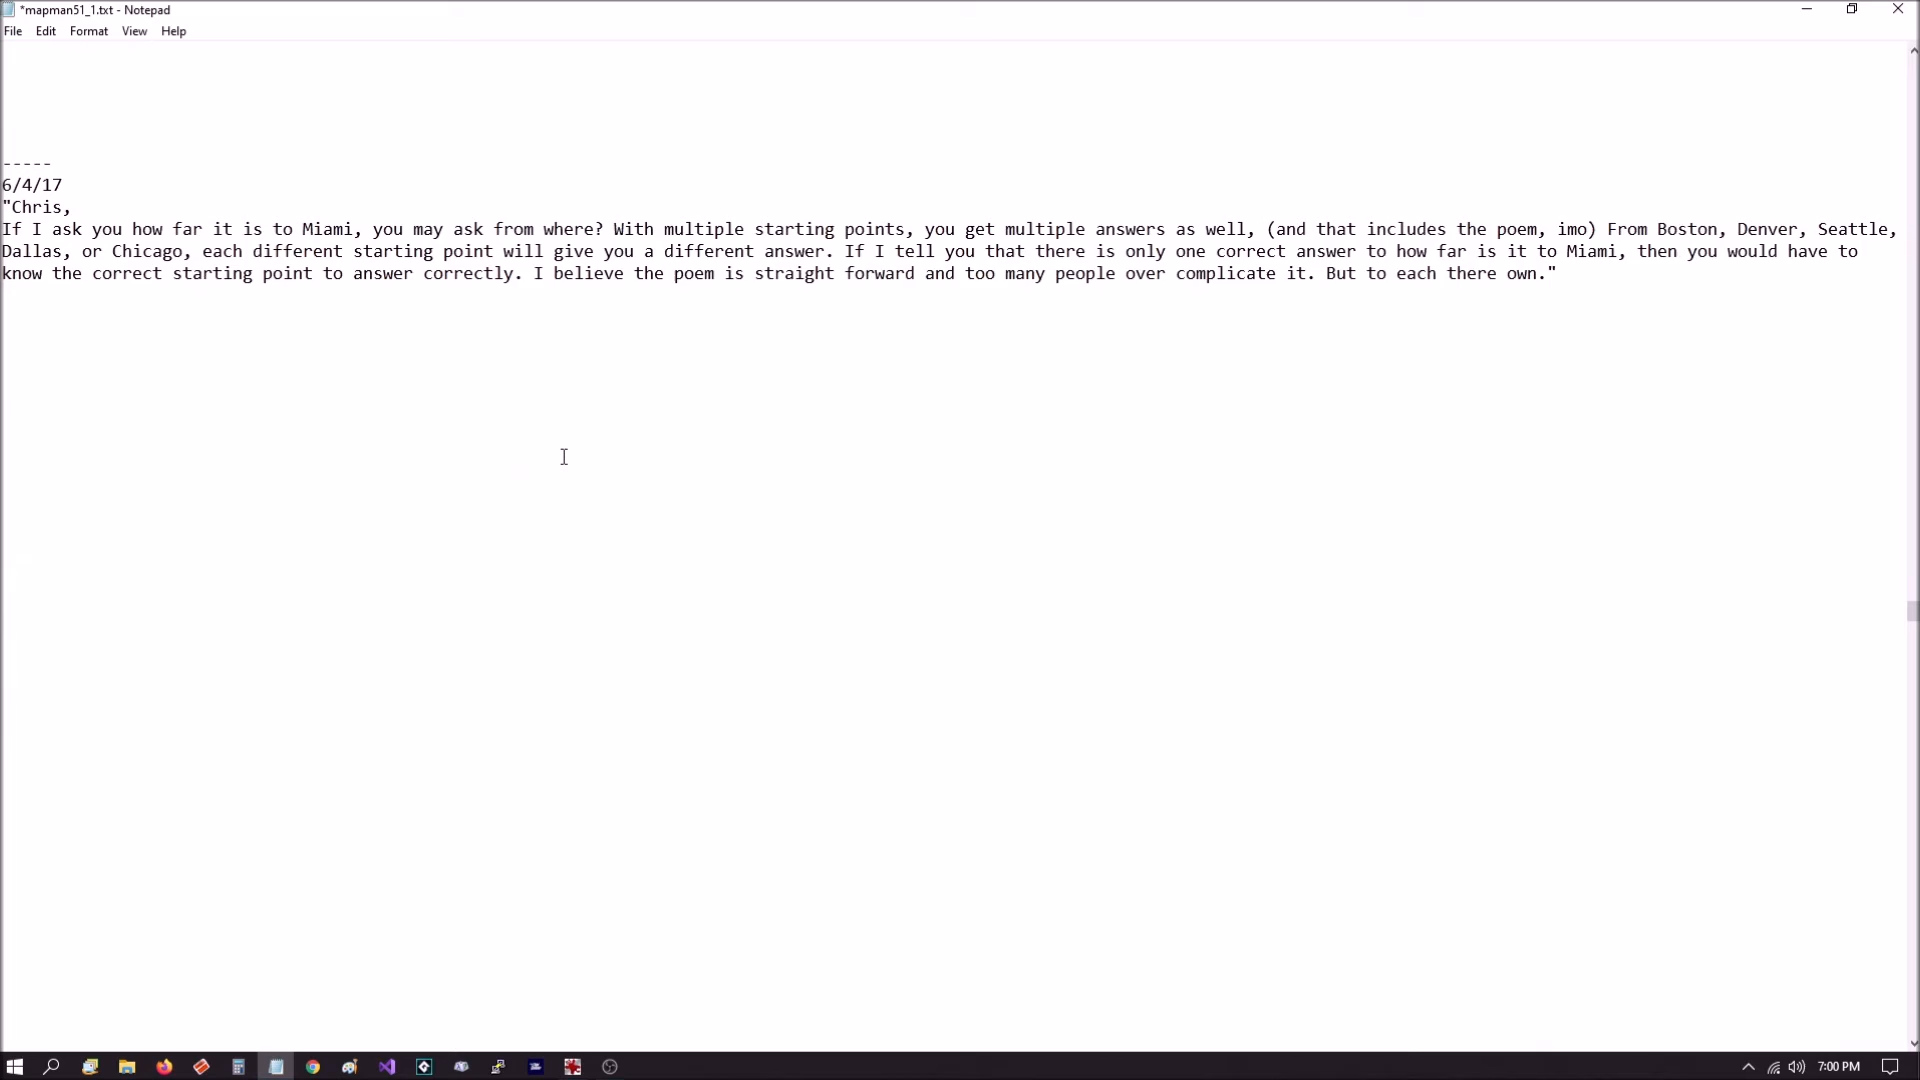 *mapman51_1.txt - Notepad
File Edit Format View Help
-----
6/4/17
"Chris,
If I ask you how far it is to Miami, you may ask from where? With multiple starting points, you get multiple answers as well, (and that includes the poem, imo) From Boston, Denver, Seattle,
Dallas, or Chicago, each different starting point will give you a different answer. If I tell you that there is only one correct answer to how far is it to Miami, then you would have to
know the correct starting point to answer correctly. I believe the poem is straight forward and too many people over complicate it. But to each there own."
7:00 PM